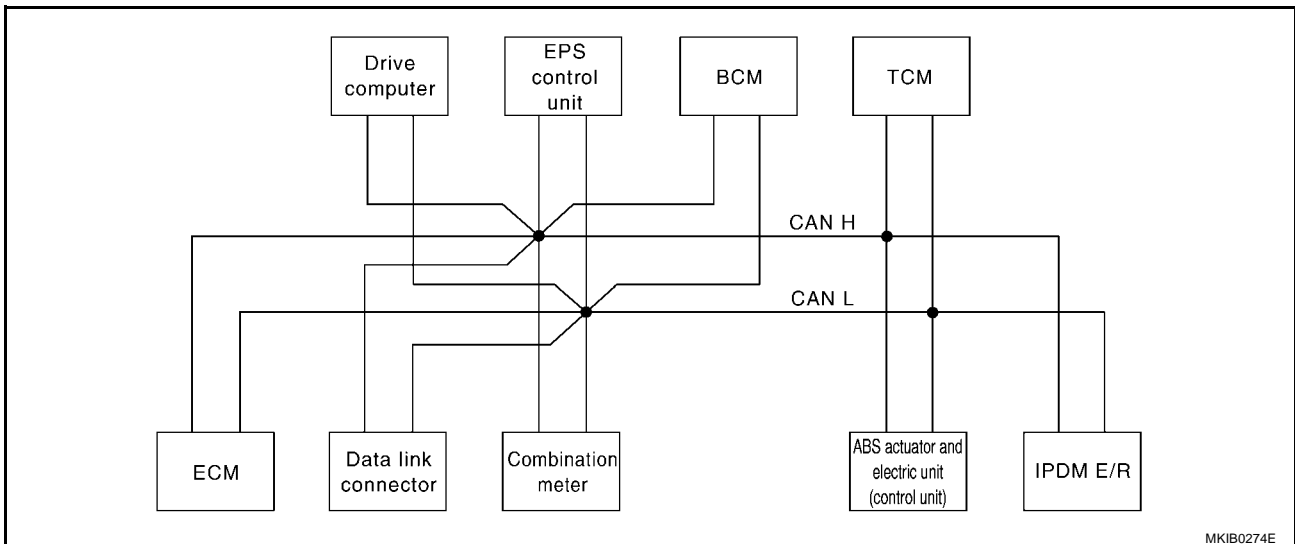 Drive
computer
EPS
control
unit
BCM
TCM
CAN H
CAN L
ECM
Data link
connector
Combination
meter
ABS actuator and
electric unit
(control unit)
IPDM E/R
MKIB0274E